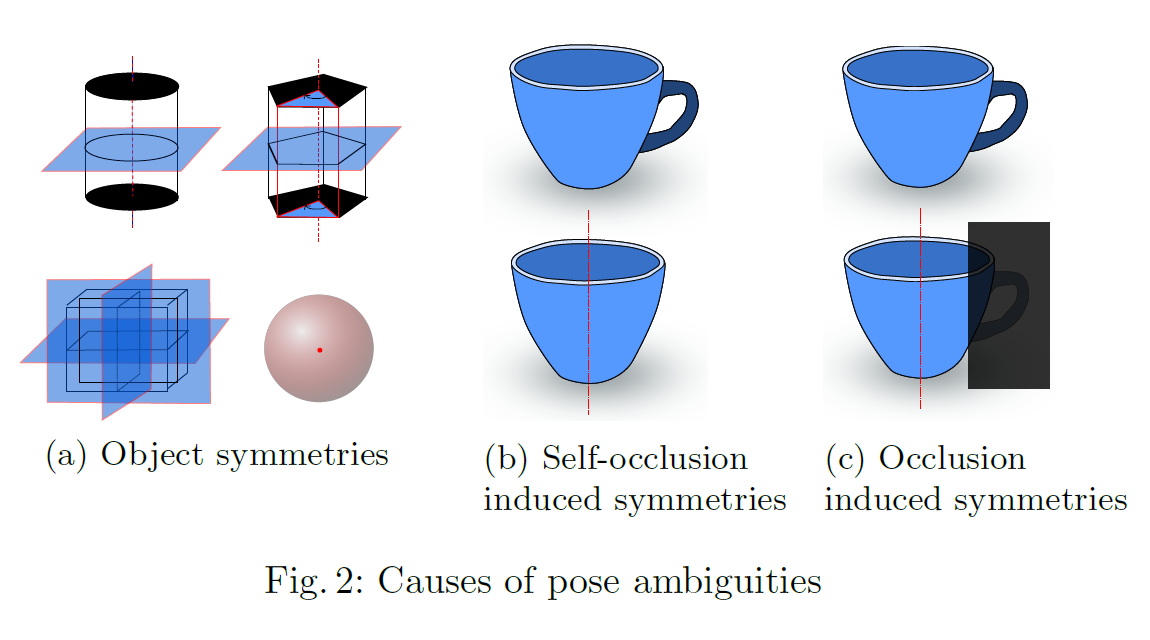 (a) Object symmetries
(b) Self-occlusion
induced symmetries
(c) Occlusion
induced symmetries
Fig. 2: Causes of pose ambiguities